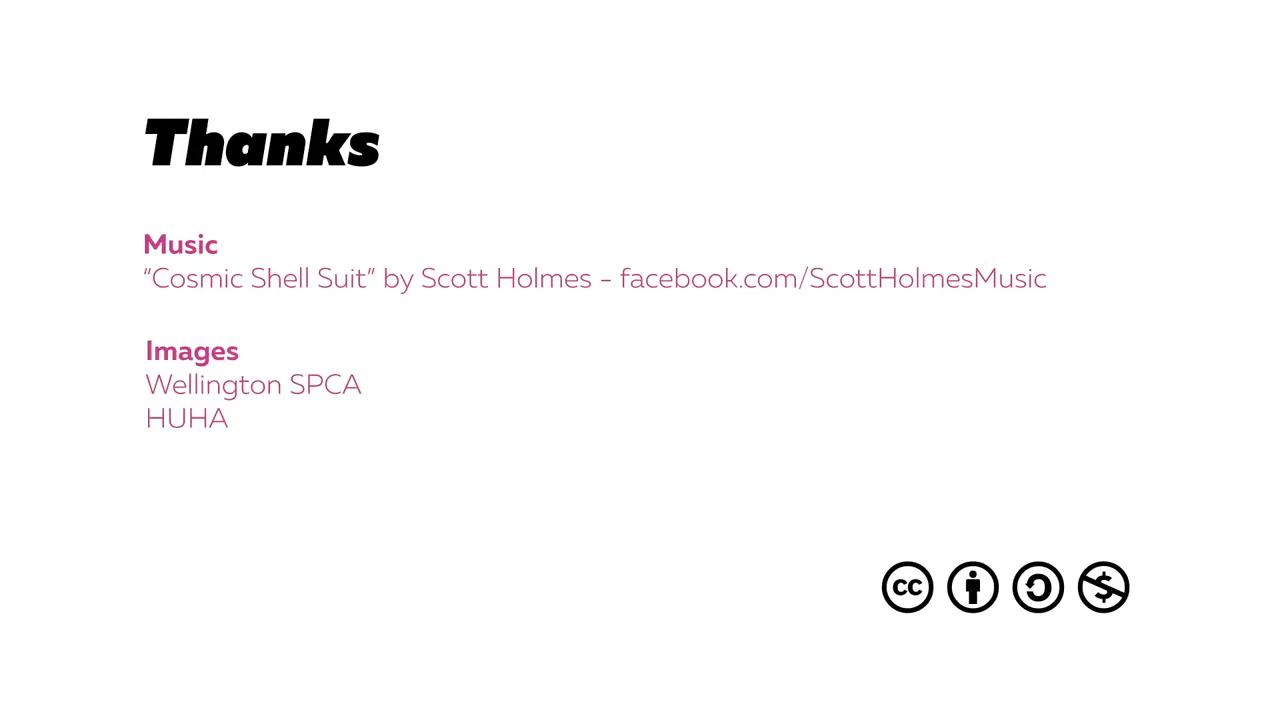 Thanks
Music
“Cosmic Shell Suit” by Scott Holmes - facebook.com/ScottHolmesMusic
Images
Wellington SPCA
HUHA
cc